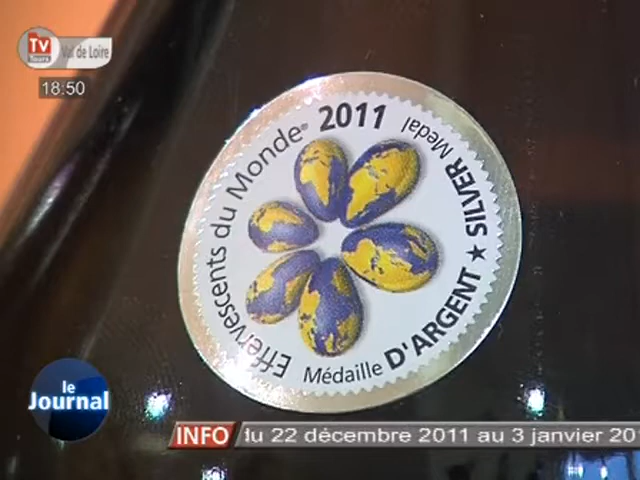 TV
Tours
Val de Loire
18:50
Effervescents du Monde® 2011
Médaille D'ARGENT ★ SILVER Medal
le
Journal
INFO
du 22 décembre 2011 au 3 janvier 20